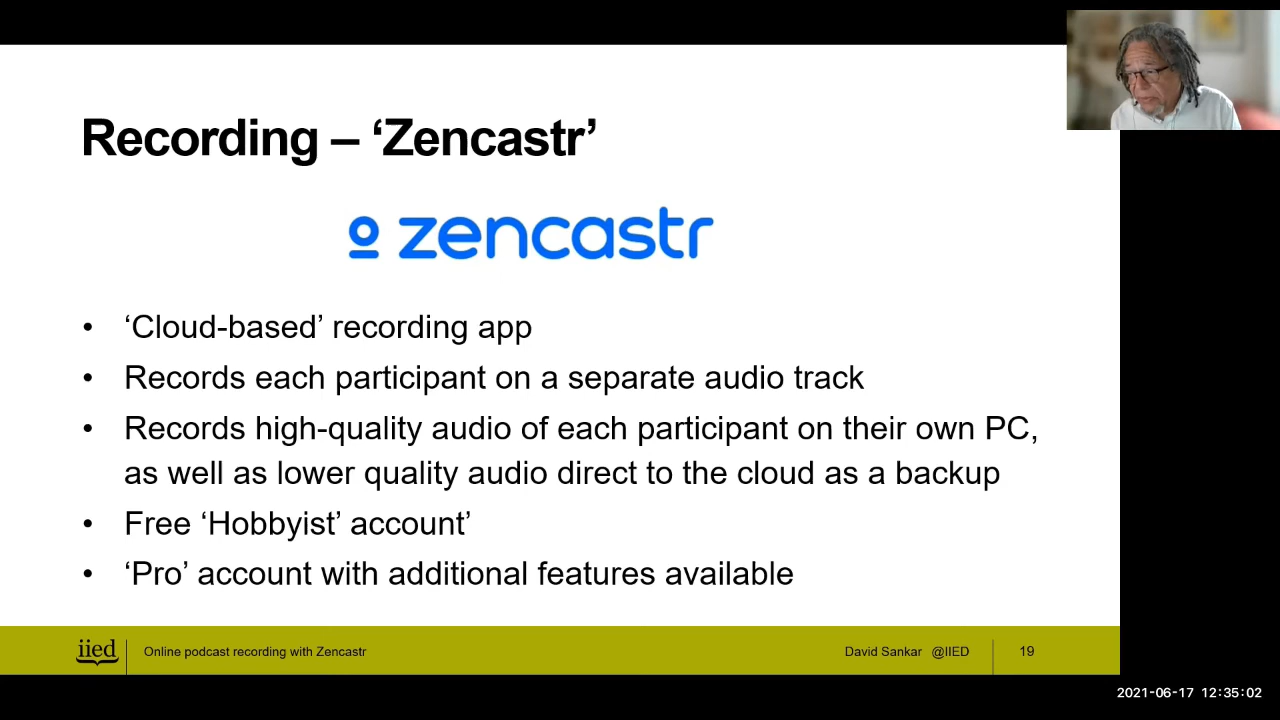 Recording – ‘Zencastr’
zencastr
• ‘Cloud-based’ recording app
• Records each participant on a separate audio track
• Records high-quality audio of each participant on their own PC,
as well as lower quality audio direct to the cloud as a backup
• Free ‘Hobbyist’ account’
• ‘Pro’ account with additional features available
iied
Online podcast recording with Zencastr
David Sankar @IIED
19
2021-06-17 12:35:02